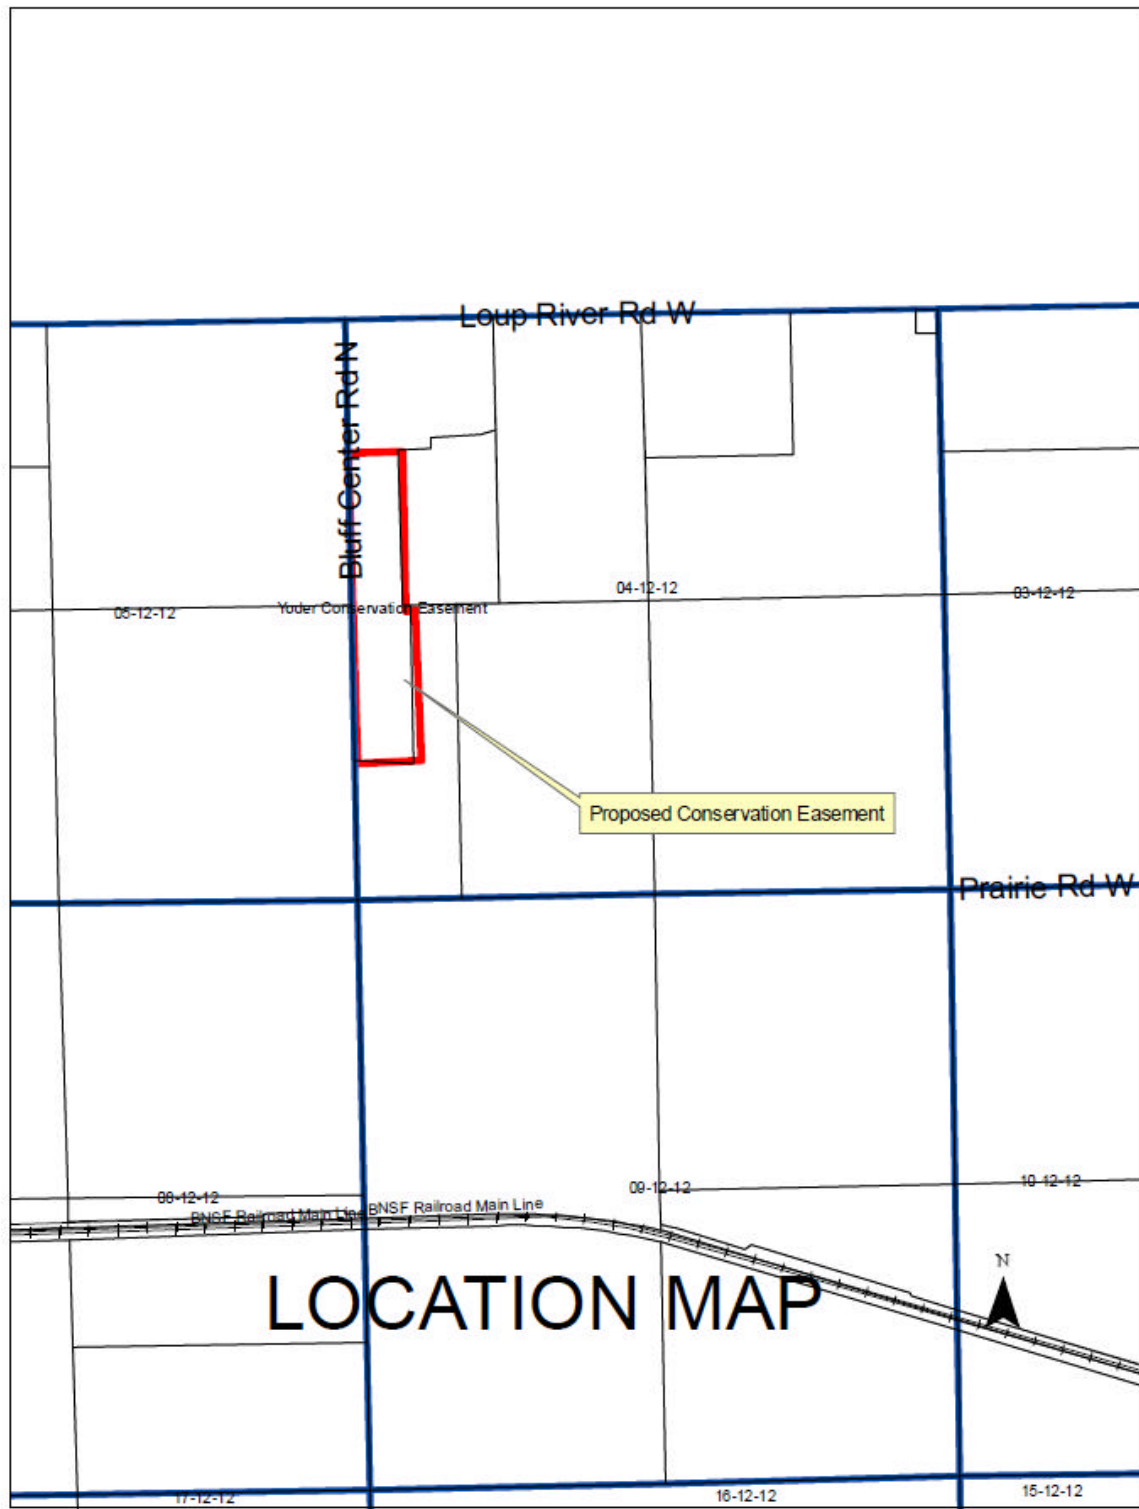 Loup River Rd W
Bluff Center Rd N
04-12-12
03-12-12
05-12-12
Yoder Conservation Easement
Proposed Conservation Easement
Prairie Rd W
08-12-12
09-12-12
10-12-12
BNSF Railroad Main Line
BNSF Railroad Main Line
N
LOCATION MAP
17-12-12
16-12-12
15-12-12